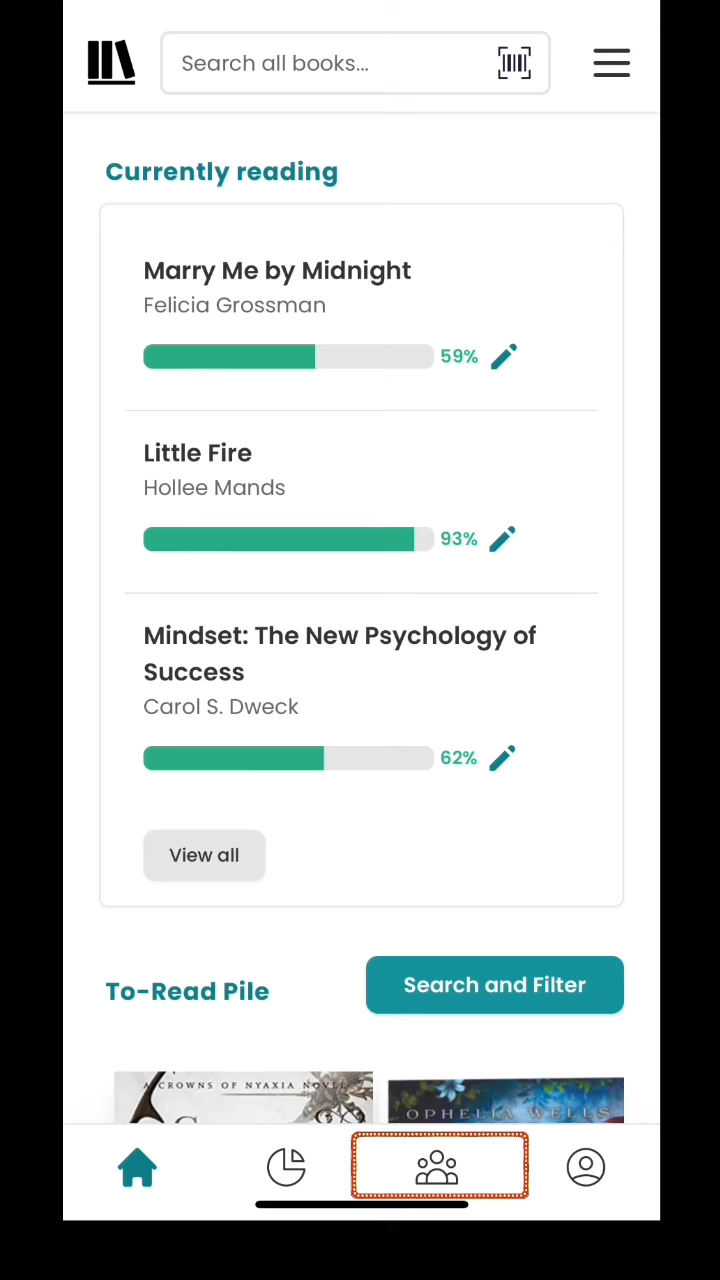 Search all books...
Currently reading
Marry Me by Midnight
Felicia Grossman
59%
Little Fire
Hollee Mands
93%
Mindset: The New Psychology of
Success
Carol S. Dweck
62%
View all
To-Read Pile
Search and Filter
A CROWNS OF NYAXIA NOVEL
OPHELIA WELLS